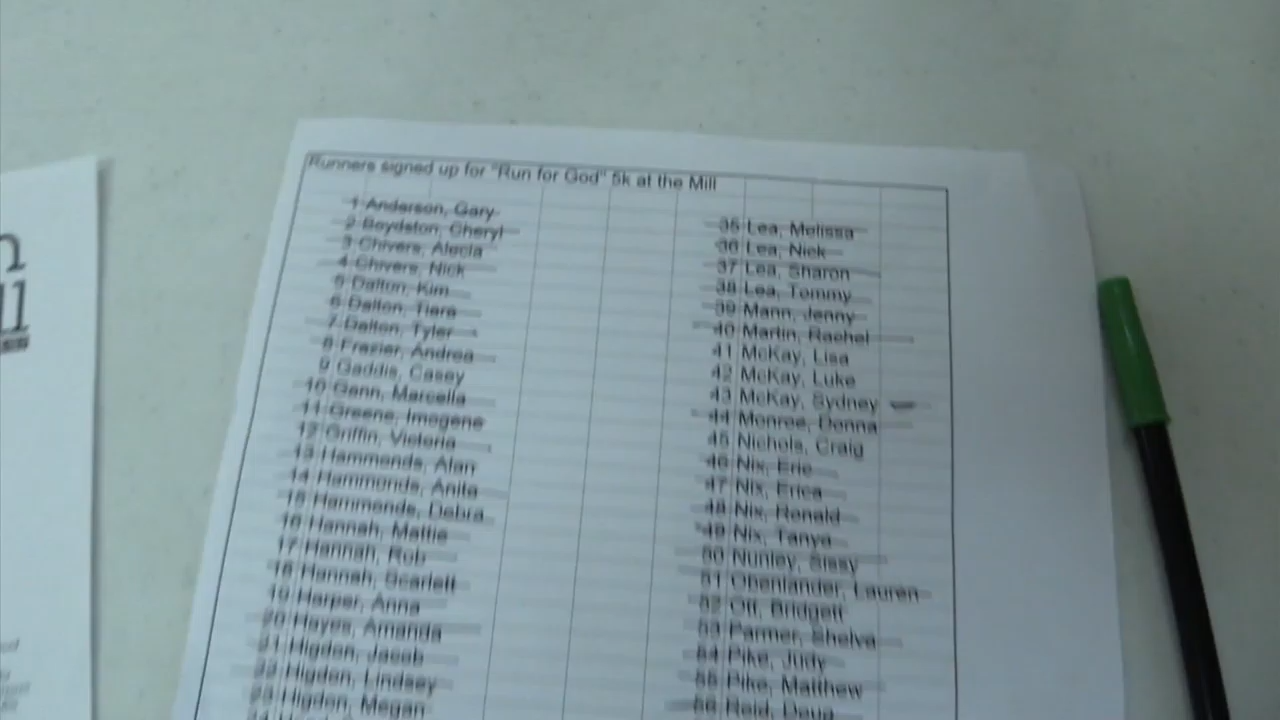 Runners signed up for "Run for God" 5k at the Mill
1 Anderson, Gary
2 Boydston, Cheryl
3 Chivers, Alecia
4 Chivers, Nick
5 Dalton, Kim
6 Dalton, Tiara
7 Dalton, Tyler
8 Frazier, Andrea
9 Gaddis, Casey
10 Genn, Marcella
11 Greene, Imogene
12 Griffin, Victoria
13 Hammonds, Alan
14 Hammonds, Anita
15 Hammonds, Debra
16 Hannah, Mattie
17 Hannah, Rob
18 Hannah, Scarlett
19 Harper, Anna
20 Hayes, Amanda
21 Higdon, Jacob
22 Higdon, Lindsey
23 Higdon, Megan
35 Lea, Melissa
36 Lea, Nick
37 Lea, Sharon
38 Lea, Tommy
39 Mann, Jenny
40 Martin, Rachel
41 McKay, Lisa
42 McKay, Luke
43 McKay, Sydney
44 Monroe, Donna
45 Nichols, Craig
46 Nix, Eric
47 Nix, Erica
48 Nix, Ronald
49 Nix, Tanya
50 Nunley, Sissy
51 Obenlander, Lauren
52 Ott, Bridgett
53 Parmer, Shelva
54 Pike, Judy
55 Pike, Matthew
56 Reid, Doug